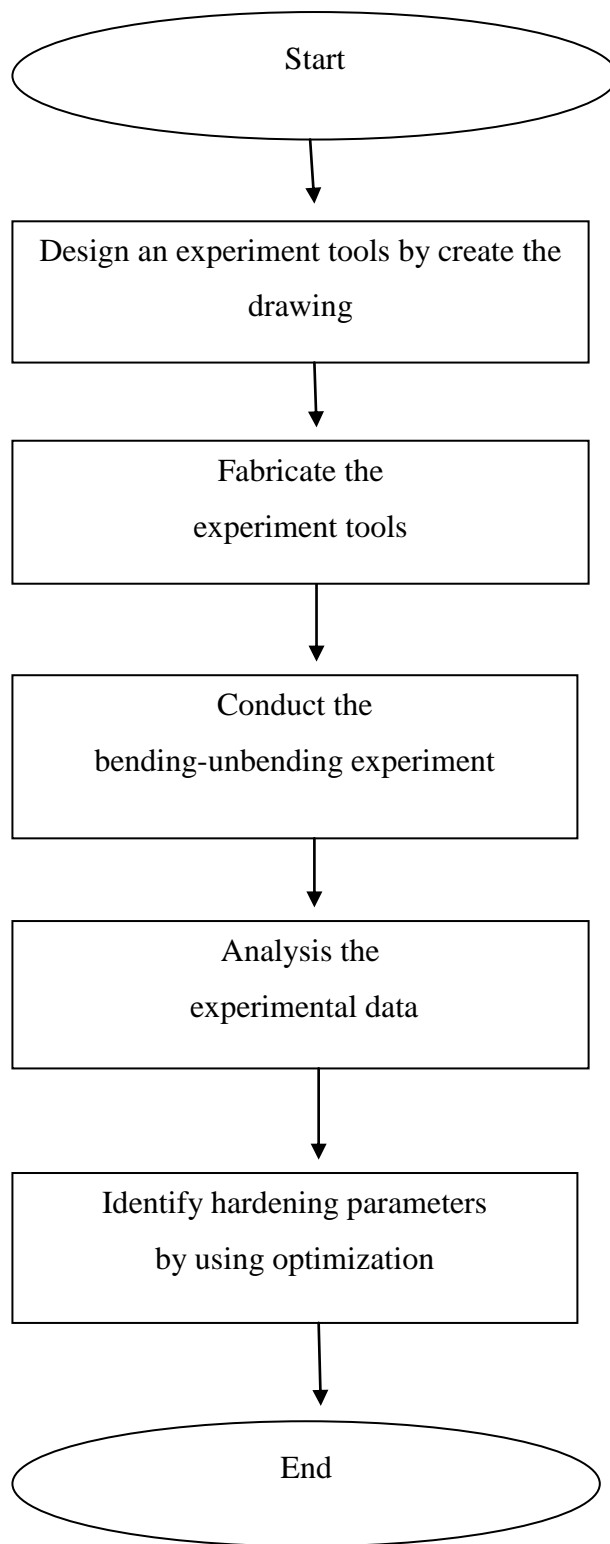 Start
Design an experiment tools by create the
drawing
Fabricate the
experiment tools
Conduct the
bending-unbending experiment
Analysis the
experimental data
Identify hardening parameters
by using optimization
End